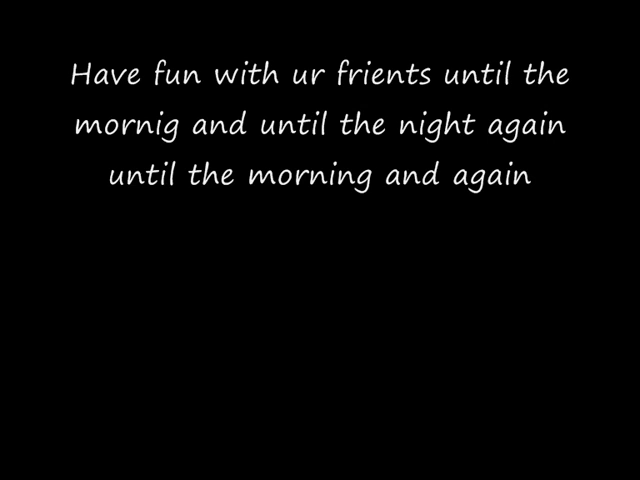 Have fun with ur frients until the
mornig and until the night again
until the morning and again